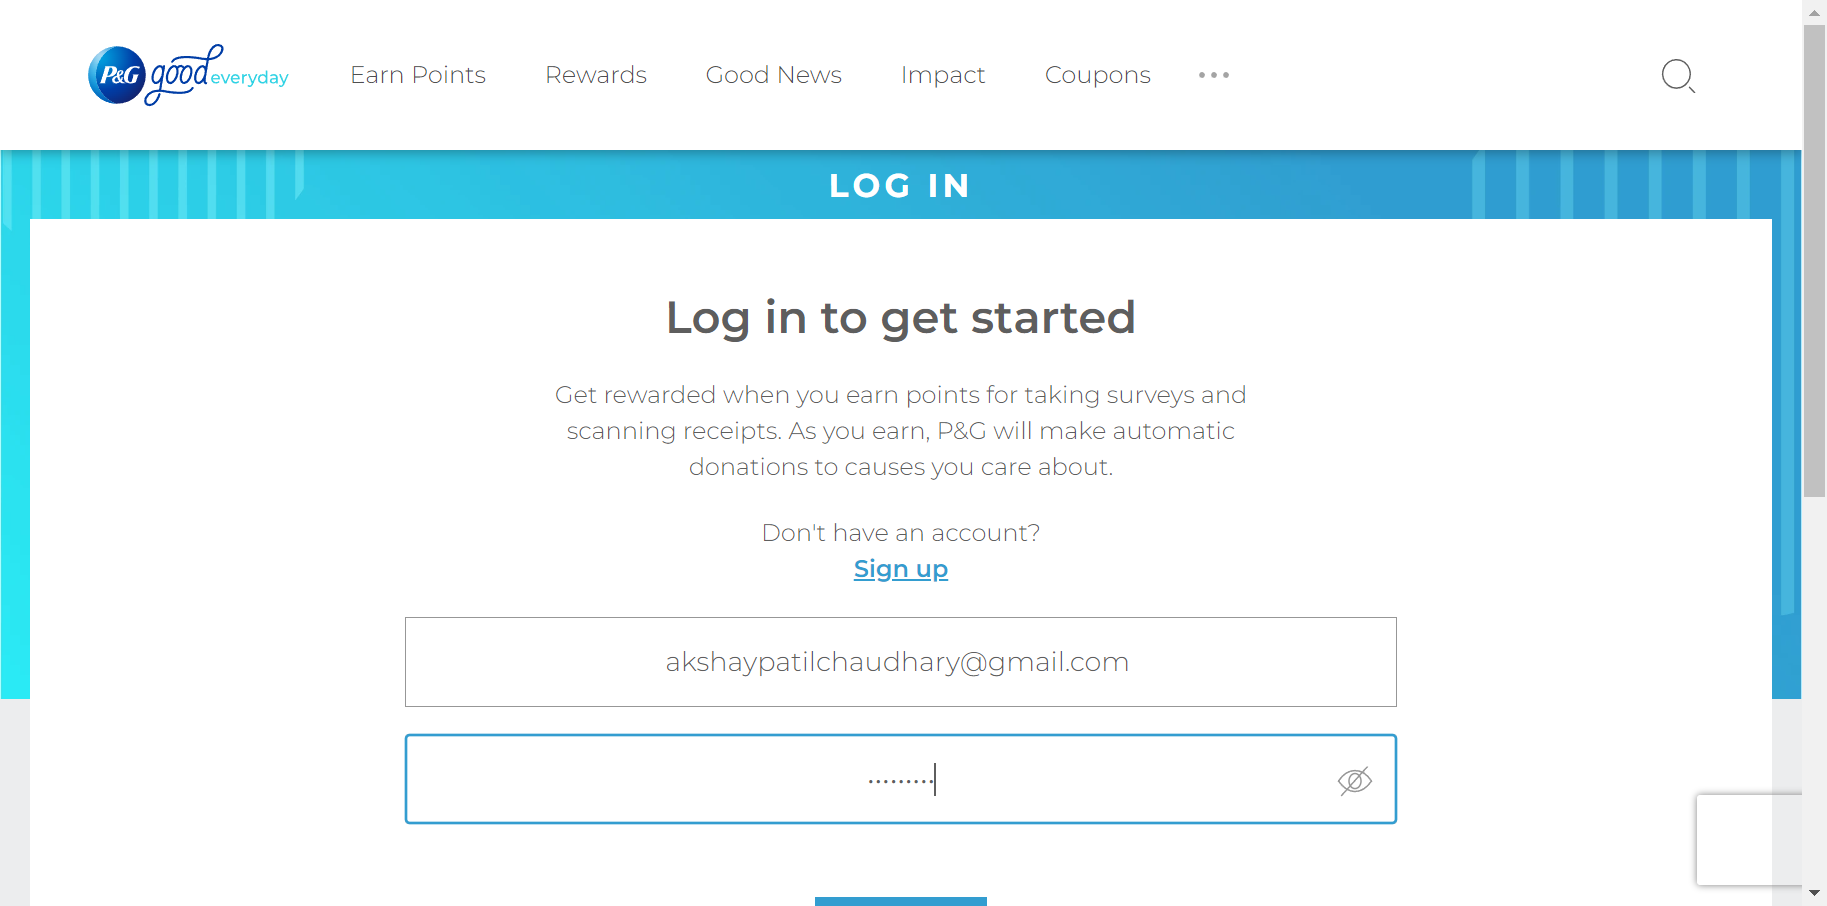 P&G good everyday
Earn Points
Rewards
Good News
Impact
Coupons
LOG IN
Log in to get started
Get rewarded when you earn points for taking surveys and
scanning receipts. As you earn, P&G will make automatic
donations to causes you care about.
Don't have an account?
Sign up
akshaypatilchaudhary@gmail.com